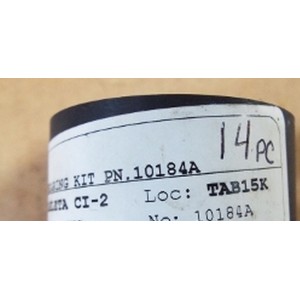 14 PC
KIT PN.10184A
CI-2 Loc: TAB15K
No: 10184A